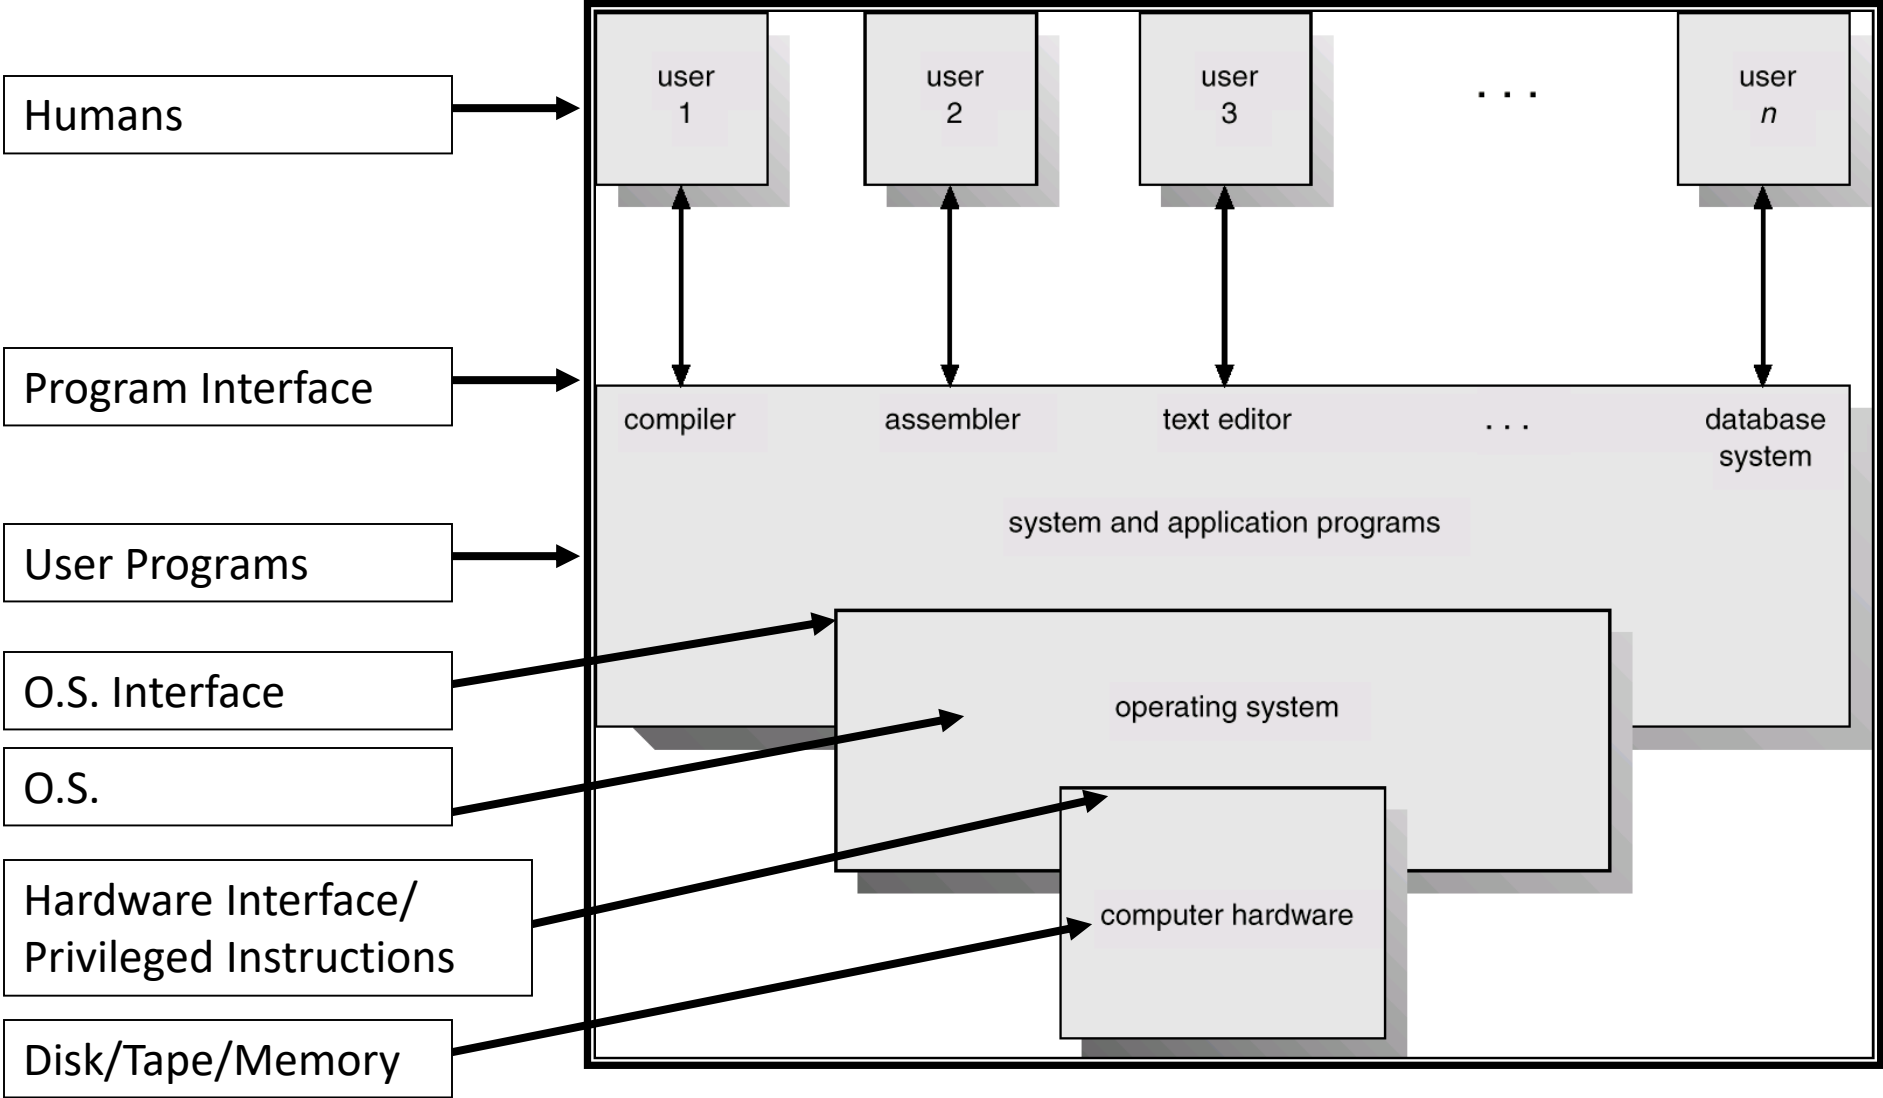 Humans
user
1
user
2
user
3
. . .
user
n
Program Interface
compiler
assembler
text editor
. . .
database
system
system and application programs
User Programs
O.S. Interface
operating system
O.S.
Hardware Interface/
Privileged Instructions
computer hardware
Disk/Tape/Memory